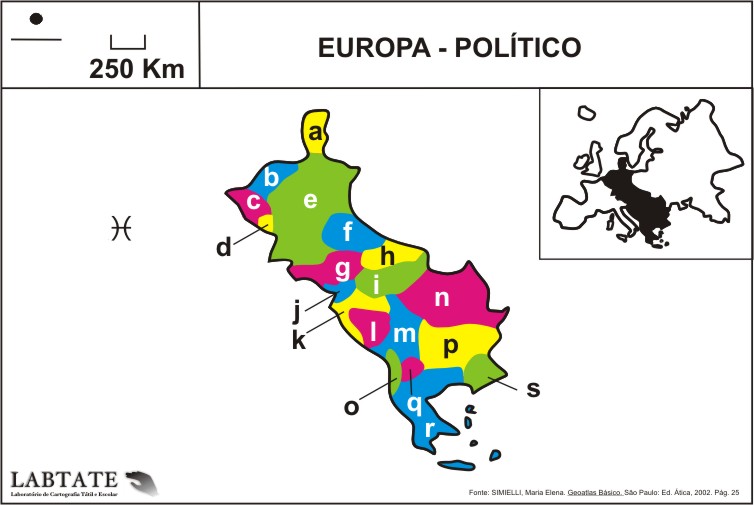 250 Km
EUROPA - POLÍTICO
a
b
c
e
d
f
g
h
i
j
k
l
m
n
o
p
q
r
s
LABTATE
Laboratório de Cartografia Tátil e Escolar
Fonte: SIMIELLI, Maria Elena. Geoatlas Básico. São Paulo: Ed. Ática, 2002. Pág. 25